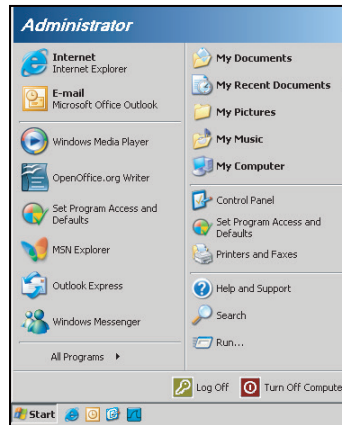 Administrator
Internet
Internet Explorer
E-mail
Microsoft Office Outlook
Windows Media Player
OpenOffice.org Writer
Set Program Access and
Defaults
MSN Explorer
Outlook Express
Windows Messenger
All Programs
My Documents
My Recent Documents
My Pictures
My Music
My Computer
Control Panel
Set Program Access and
Defaults
Printers and Faxes
Help and Support
Search
Run...
Log Off
Turn Off Compute
Start